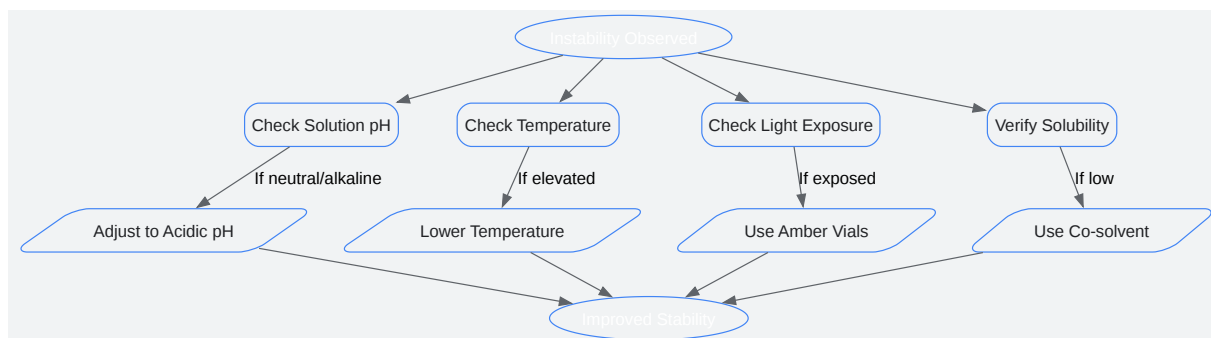 Instability Observed
Check Solution pH
Check Temperature
Check Light Exposure
Verify Solubility
If neutral/alkaline
If elevated
If exposed
If low
Adjust to Acidic pH
Lower Temperature
Use Amber Vials
Use Co-solvent
Improved Stability